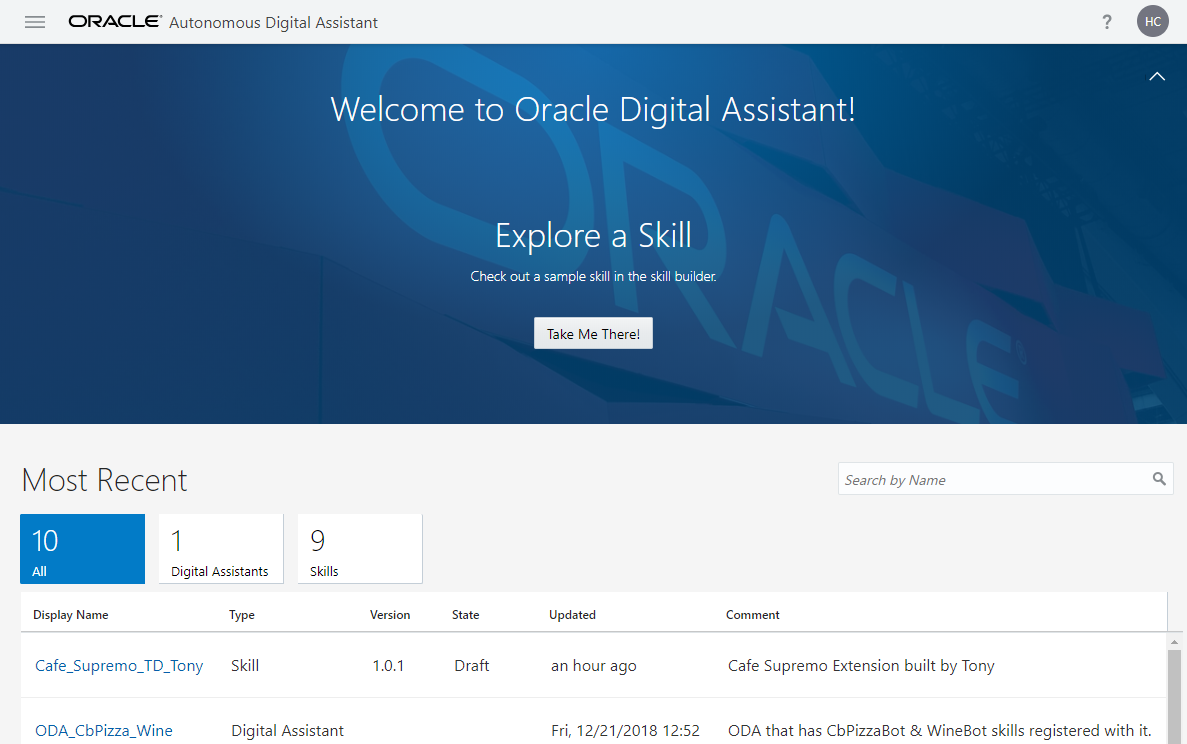 ORACLE Autonomous Digital Assistant ? HC
Welcome to Oracle Digital Assistant!
Explore a Skill
Check out a sample skill in the skill builder.
Take Me There!
ORACLE
Most Recent Search by Name
10 1 9
All Digital Assistants Skills
Display Name Type Version State Updated Comment
Cafe_Supremo_TD_Tony Skill 1.0.1 Draft an hour ago Cafe Supremo Extension built by Tony
ODA_CbPizza_Wine Digital Assistant Fri, 12/21/2018 12:52 ODA that has CbPizzaBot & WineBot skills registered with it.